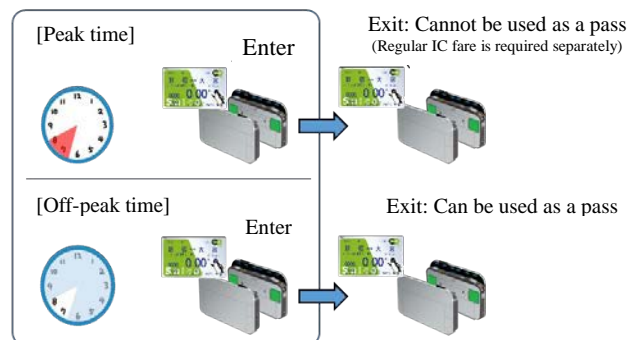 [Peak time]
Enter
Exit: Cannot be used as a pass
(Regular IC fare is required separately)
[Off-peak time]
Enter
Exit: Can be used as a pass